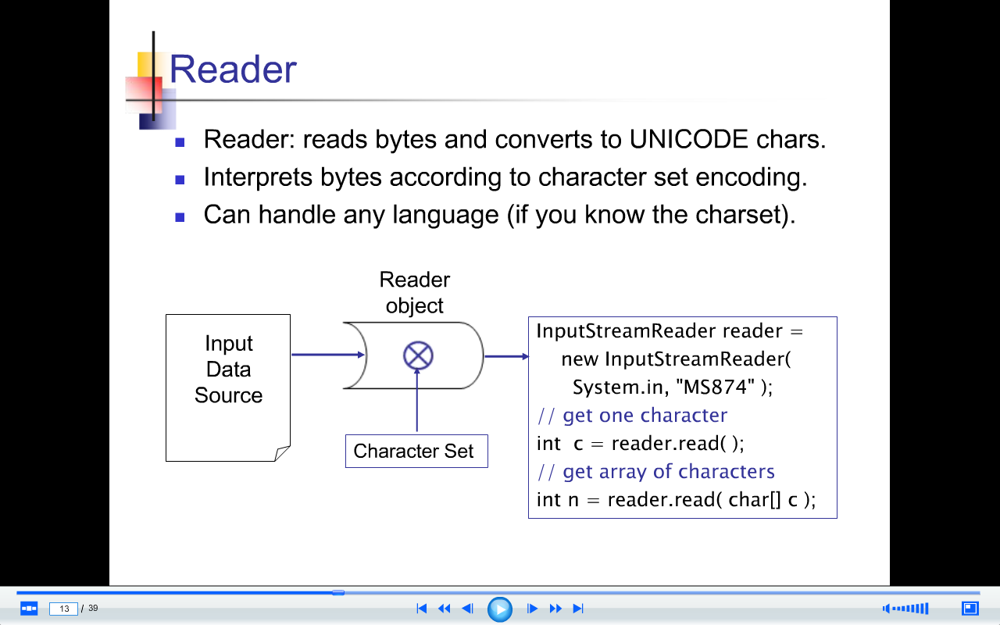 Reader
Reader: reads bytes and converts to UNICODE chars.
Interprets bytes according to character set encoding.
Can handle any language (if you know the charset).
Reader
object
Input
Data
Source
Character Set
InputStreamReader reader =
new InputStreamReader(
System.in, "MS874" );
// get one character
int c = reader.read( );
// get array of characters
int n = reader.read( char[] c );
13 / 39